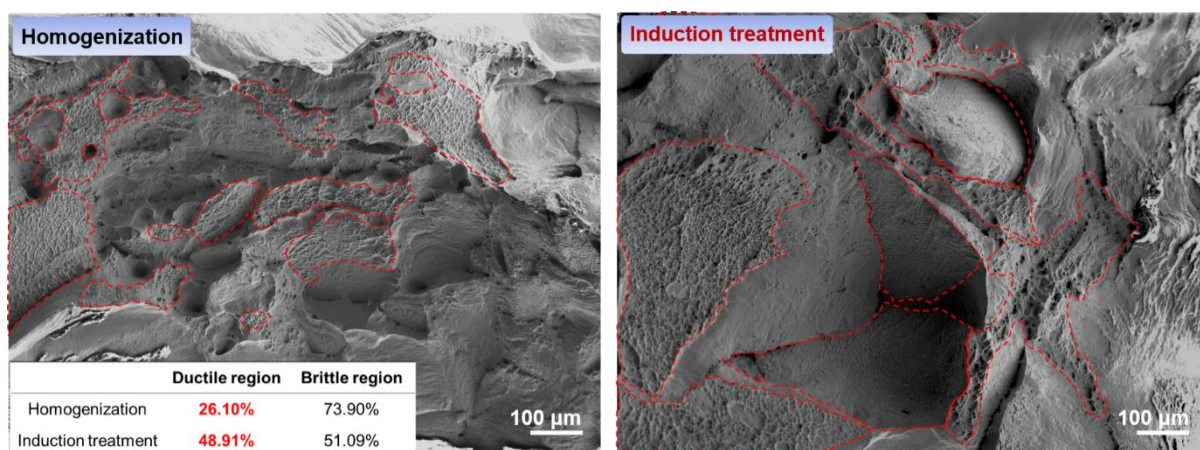 Homogenization
Induction treatment
Ductile region Brittle region
Homogenization 26.10% 73.90%
Induction treatment 48.91% 51.09%
100 µm
100 µm